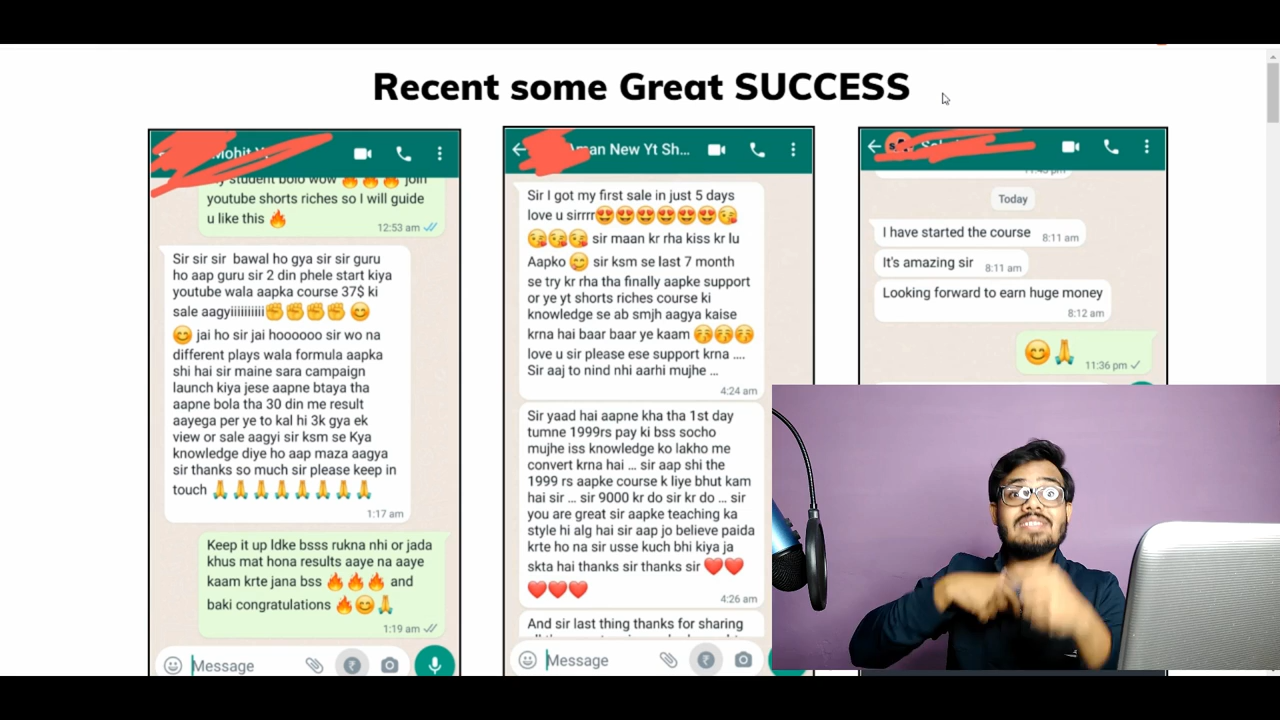 Recent some Great SUCCESS
Mohit Y
my student bolo wow 🔥🔥🔥 join
youtube shorts riches so I will guide
u like this 🔥
12:53 am
Sir sir sir bawal ho gya sir sir guru
ho aap guru sir 2 din phele start kiya
youtube wala aapka course 37$ ki
sale aagyiiiiiiiiii✊✊✊✊😊
😊 jai ho sir jai hoooooo sir wo na
different plays wala formula aapka
shi hai sir maine sara campaign
launch kiya jese aapne btaya tha
aapne bola tha 30 din me result
aayega per ye to kal hi 3k gya ek
view or sale aagyi sir ksm se Kya
knowledge diye ho aap maza aagya
sir thanks so much sir please keep in
touch 🙏🙏🙏🙏🙏🙏🙏🙏
1:17 am
Keep it up ldke bsss rukna nhi or jada
khus mat hona results aaye na aaye
kaam krte jana bss 🔥🔥🔥 and
baki congratulations 🔥😊🙏
1:19 am
Message
Aman New Yt Sh...
Sir I got my first sale in just 5 days
love u sirrr😍😍😍😍😍😍😘
😘😘😘 sir maan kr rha kiss kr lu
Aapko 😊 sir ksm se last 7 month
se try kr rha tha finally aapke support
or ye yt shorts riches course ki
knowledge se ab smjh aagya kaise
krna hai baar baar ye kaam 😚😚😚
love u sir please ese support krna ....
Sir aaj to nind nhi aarhi mujhe ...
4:24 am
Sir yaad hai aapne kha tha 1st day
tumne 1999rs pay ki bss socho
mujhe iss knowledge ko lakho me
convert krna hai ... sir aap shi the
1999 rs aapke course k liye bhut kam
hai sir ... sir 9000 kr do sir kr do ... sir
you are great sir aapke teaching ka
style hi alg hai sir aap jo believe paida
krte ho na sir usse kuch bhi kiya ja
skta hai thanks sir thanks sir ❤️❤️
❤️❤️❤️
4:26 am
And sir last thing thanks for sharing
Message
11:43 pm
Today
I have started the course
8:11 am
It's amazing sir
8:11 am
Looking forward to earn huge money
8:12 am
😊🙏
11:36 pm